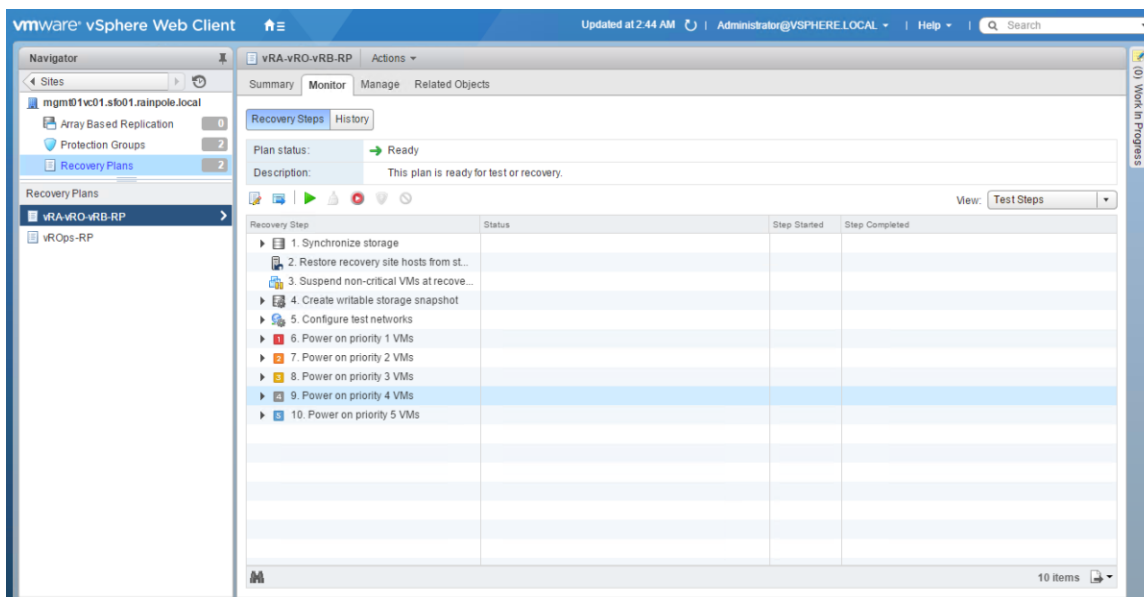 vmware® vSphere Web Client
Updated at 2:44 AM | Administrator@VSPHERE.LOCAL | Help | Search
Navigator
Sites
mgmt01vc01.sfo01.rainpole.local
Array Based Replication 0
Protection Groups 2
Recovery Plans 2
Recovery Plans
vRA-vRO-vRB-RP
vROps-RP
vRA-vRO-vRB-RP Actions
Summary Monitor Manage Related Objects
Recovery Steps History
Plan status: Ready
Description: This plan is ready for test or recovery.
View: Test Steps
Recovery Step Status Step Started Step Completed
1. Synchronize storage
2. Restore recovery site hosts from st...
3. Suspend non-critical VMs at recove...
4. Create writable storage snapshot
5. Configure test networks
1 6. Power on priority 1 VMs
2 7. Power on priority 2 VMs
3 8. Power on priority 3 VMs
4 9. Power on priority 4 VMs
5 10. Power on priority 5 VMs
10 items
(0) Work In Progress